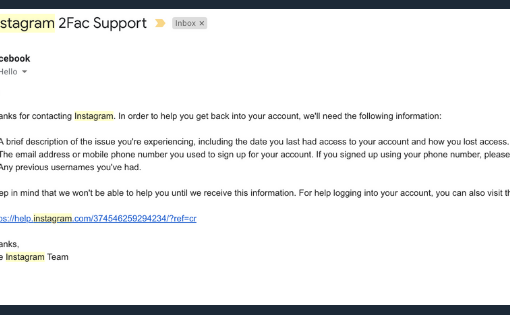 stagram 2Fac Support Inbox ×
cebook
Hello
anks for contacting Instagram. In order to help you get back into your account, we'll need the following information:
A brief description of the issue you're experiencing, including the date you last had access to your account and how you lost access.
The email address or mobile phone number you used to sign up for your account. If you signed up using your phone number, please
Any previous usernames you've had.
ep in mind that we won't be able to help you until we receive this information. For help logging into your account, you can also visit th
ps://help.instagram.com/374546259294234/?ref=cr
anks,
e Instagram Team